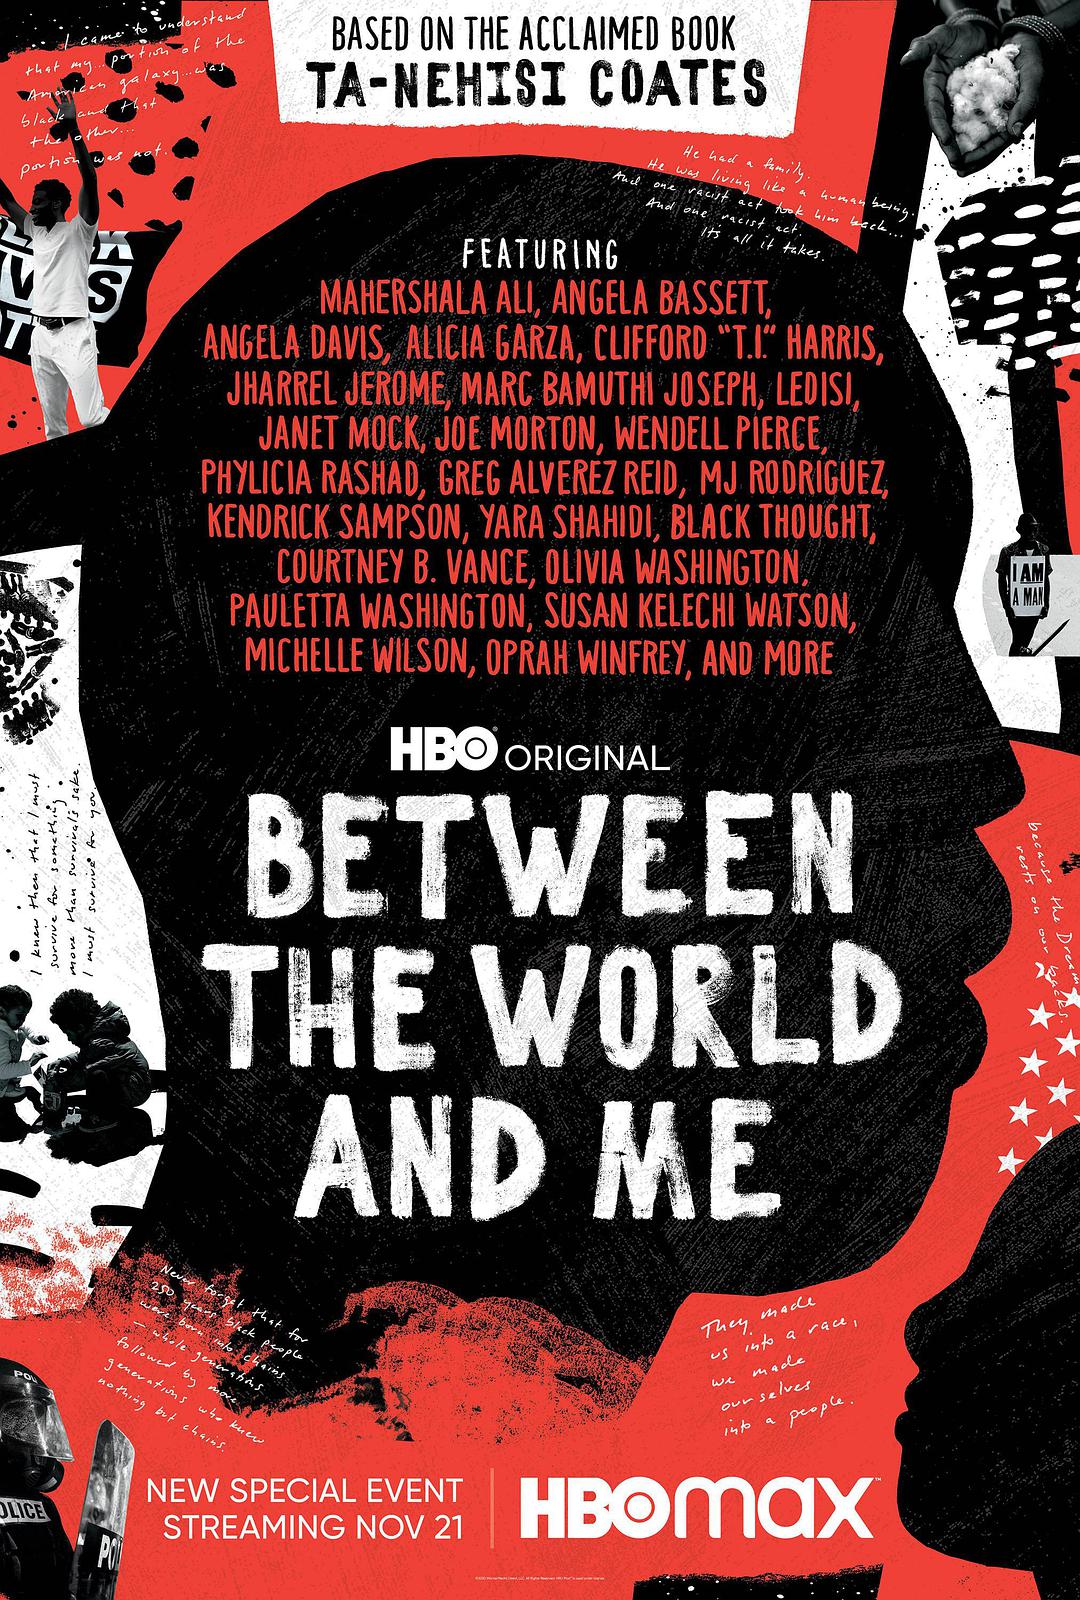 BASED ON THE ACCLAIMED BOOK
TA-NEHISI COATES
I came to understand
that my... portion of the
American galaxy... was
black and that
the other...
portion was not.
He had a family.
He was living like a human being.
And one racist act took him back...
And one racist act.
It's all it takes.
FEATURING
MAHERSHALA ALI, ANGELA BASSETT,
ANGELA DAVIS, ALICIA GARZA, CLIFFORD "T.I." HARRIS,
JHARREL JEROME, MARC BAMUTHI JOSEPH, LEDISI,
JANET MOCK, JOE MORTON, WENDELL PIERCE,
PHYLICIA RASHAD, GREG ALVEREZ REID, MJ RODRIGUEZ,
KENDRICK SAMPSON, YARA SHAHIDI, BLACK THOUGHT,
COURTNEY B. VANCE, OLIVIA WASHINGTON,
PAULETTA WASHINGTON, SUSAN KELECHI WATSON,
MICHELLE WILSON, OPRAH WINFREY, AND MORE
I AM
A MAN
HBO ORIGINAL
BETWEEN
THE WORLD
AND ME
I knew then that I must
survive for something
more than survival's sake.
I must survive for you.
because the Dream
rests on our backs.
Never forget that for
250 years black people
were born into chains
– whole generations
followed by more
generations who knew
nothing but chains.
They made
us into a race,
we made
ourselves
into a people.
POLICE
NEW SPECIAL EVENT
STREAMING NOV 21
HBOMAX™